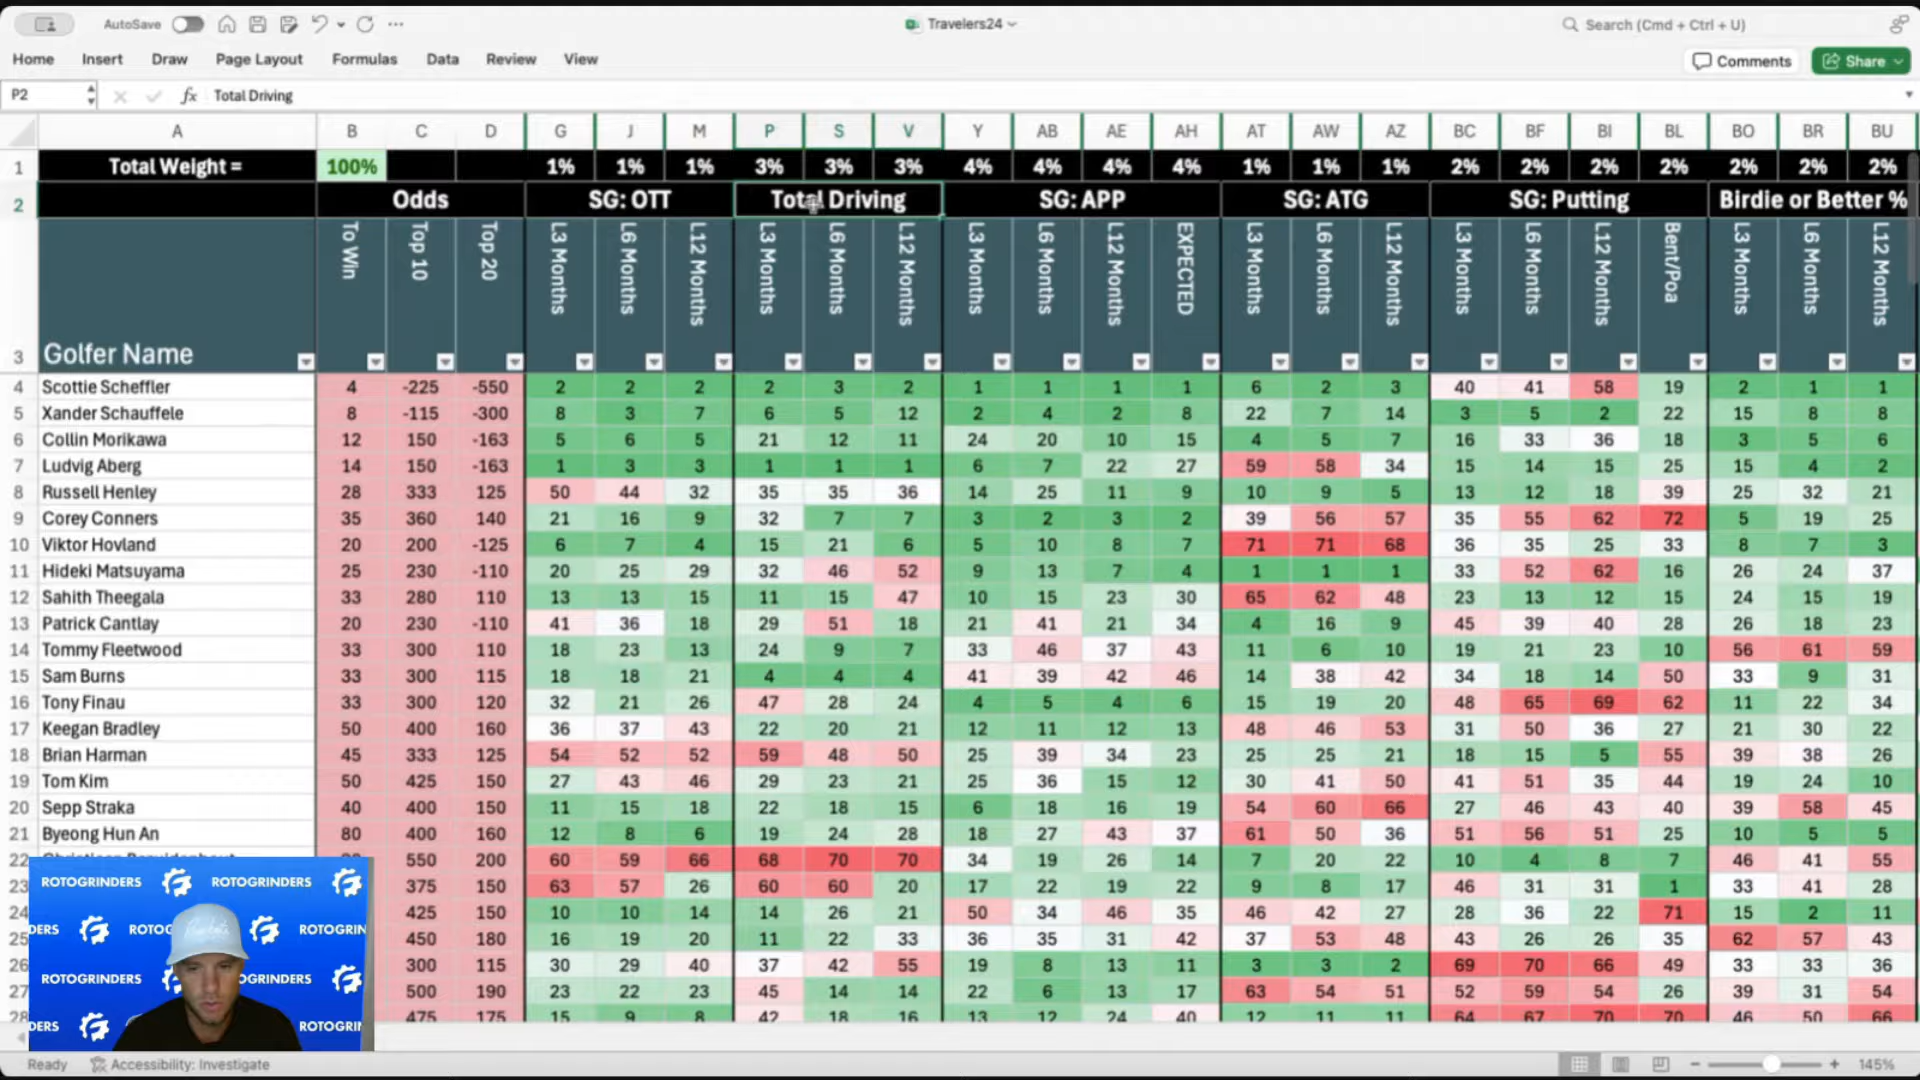 AutoSave
Travelers24
Search (Cmd + Ctrl + U)
Home Insert Draw Page Layout Formulas Data Review View
Comments Share
P2 fx Total Driving
A B C D G J M P S V Y AB AE AH AT AW AZ BC BF BI BL BO BR BU
1 Total Weight = 100% 1% 1% 1% 3% 3% 3% 4% 4% 4% 4% 1% 1% 1% 2% 2% 2% 2% 2% 2% 2%
2 Odds SG: OTT Total Driving SG: APP SG: ATG SG: Putting Birdie or Better %
3 Golfer Name To Win Top 10 Top 20 L3 Months L6 Months L12 Months L3 Months L6 Months L12 Months L3 Months L6 Months L12 Months EXPECTED L3 Months L6 Months L12 Months L3 Months L6 Months L12 Months Bent/Poa L3 Months L6 Months L12 Months
4 Scottie Scheffler 4 -225 -550 2 2 2 2 3 2 1 1 1 1 6 2 3 40 41 58 19 2 1 1
5 Xander Schauffele 8 -115 -300 8 3 7 6 5 12 2 4 2 8 22 7 14 3 5 2 22 15 8 8
6 Collin Morikawa 12 150 -163 5 6 5 21 12 11 24 20 10 15 4 5 7 16 33 36 18 3 5 6
7 Ludvig Aberg 14 150 -163 1 3 3 1 1 1 6 7 22 27 59 58 34 15 14 15 25 15 4 2
8 Russell Henley 28 333 125 50 44 32 35 35 36 14 25 11 9 10 9 5 13 12 18 39 25 32 21
9 Corey Conners 35 360 140 21 16 9 32 7 7 3 2 3 2 39 56 57 35 55 62 72 5 19 25
10 Viktor Hovland 20 200 -125 6 7 4 15 21 6 5 10 8 7 71 71 68 36 35 25 33 8 7 3
11 Hideki Matsuyama 25 230 -110 20 25 29 32 46 52 9 13 7 4 1 1 1 33 52 62 16 26 24 37
12 Sahith Theegala 33 280 110 13 13 15 11 15 47 10 15 23 30 65 62 48 23 13 12 15 24 15 19
13 Patrick Cantlay 20 230 -110 41 36 18 29 51 18 21 41 21 34 4 16 9 45 39 40 28 26 18 23
14 Tommy Fleetwood 33 300 110 18 23 13 24 9 7 33 46 37 43 11 6 10 19 21 23 10 56 61 59
15 Sam Burns 33 300 115 18 18 21 4 4 4 41 39 42 46 14 38 42 34 18 14 50 33 9 31
16 Tony Finau 33 300 120 32 21 26 47 28 24 4 5 4 6 15 19 20 48 65 69 62 11 22 34
17 Keegan Bradley 50 400 160 36 37 43 22 20 21 12 11 12 13 48 46 53 31 50 36 27 21 30 22
18 Brian Harman 45 333 125 54 52 52 59 48 50 25 39 34 23 25 25 21 18 15 5 55 39 38 26
19 Tom Kim 50 425 150 27 43 46 29 23 21 25 36 15 12 30 41 50 41 51 35 44 19 24 10
20 Sepp Straka 40 400 150 11 15 18 22 18 15 6 18 16 19 54 60 66 27 46 43 40 39 58 45
21 Byeong Hun An 80 400 160 12 8 6 19 24 28 18 27 43 37 61 50 36 51 56 51 25 10 5 5
22 550 200 60 59 66 68 70 70 34 19 26 14 7 20 22 10 4 8 7 46 41 55
23 375 150 63 57 26 60 60 20 17 22 19 22 9 8 17 46 31 31 1 33 41 28
24 425 150 10 10 14 14 26 21 50 34 46 35 46 42 27 28 36 22 71 15 2 11
25 450 180 16 19 20 11 22 33 36 35 31 42 37 53 48 43 26 26 35 62 57 43
26 300 115 30 29 40 37 42 55 19 8 13 11 3 3 2 69 70 66 49 33 33 36
27 500 190 23 22 23 45 14 14 22 6 13 17 63 54 51 52 59 54 26 39 31 54
28 475 175 15 9 8 42 18 16 13 12 24 40 12 11 11 64 67 70 70 46 50 66
ROTOGRINDERS ROTOGRINDERS
DERS ROTOG ROTOGRIN
ROTOGRINDERS OGRINDERS
DERS ROTOGRIN
Ready Accessibility: Investigate 145%